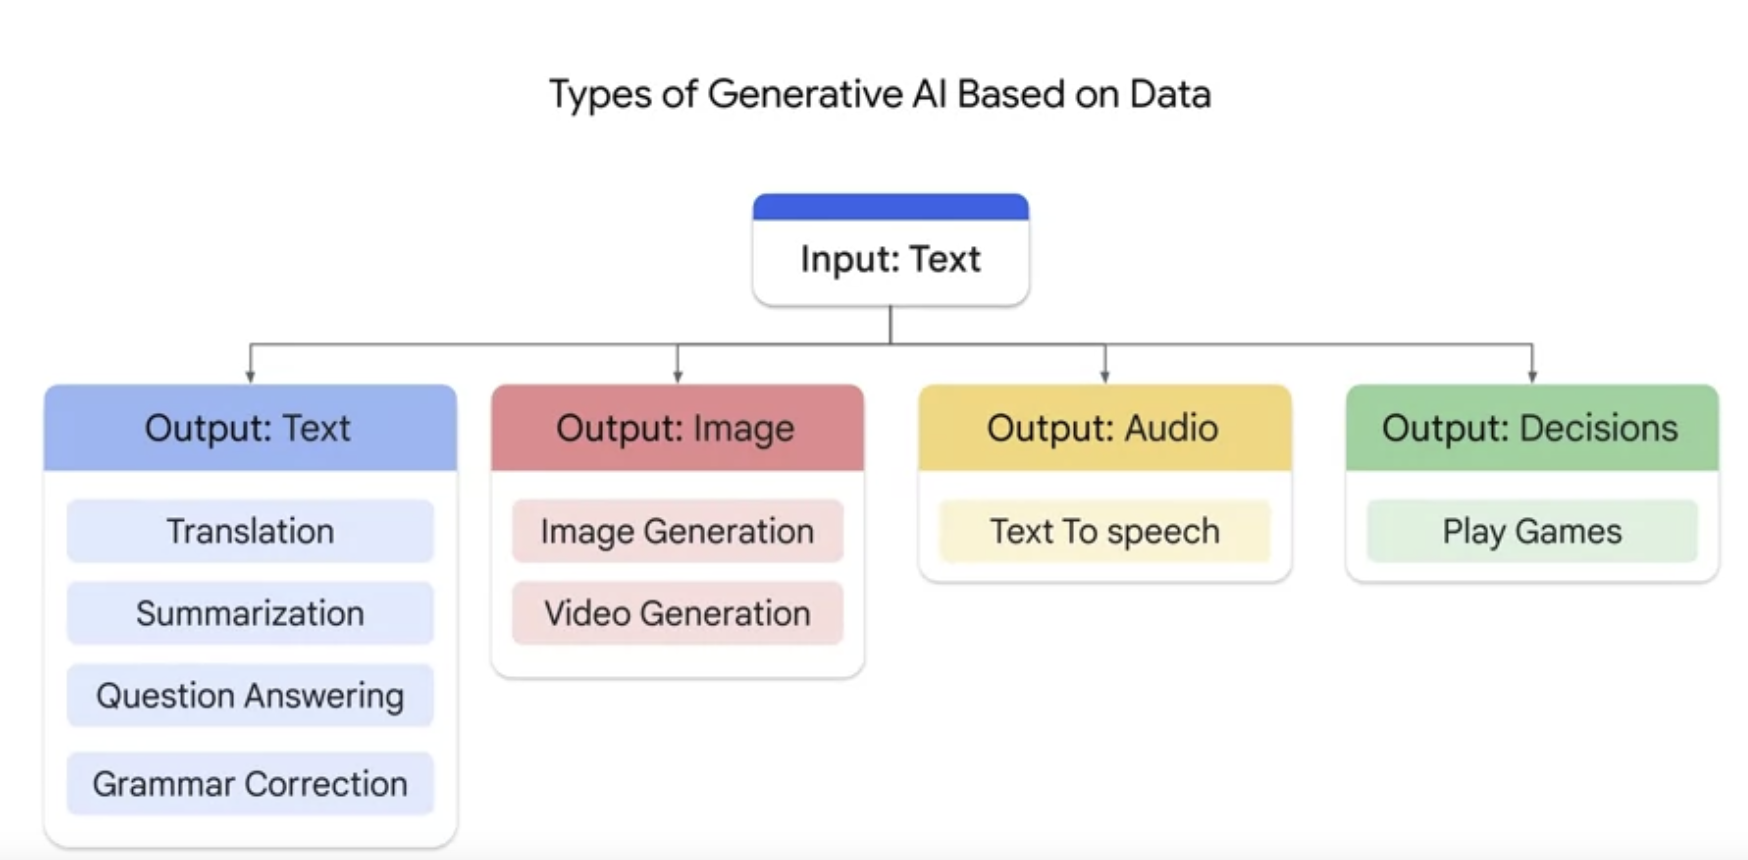 Types of Generative AI Based on Data
Input: Text
Output: Text
Translation
Summarization
Question Answering
Grammar Correction
Output: Image
Image Generation
Video Generation
Output: Audio
Text To speech
Output: Decisions
Play Games